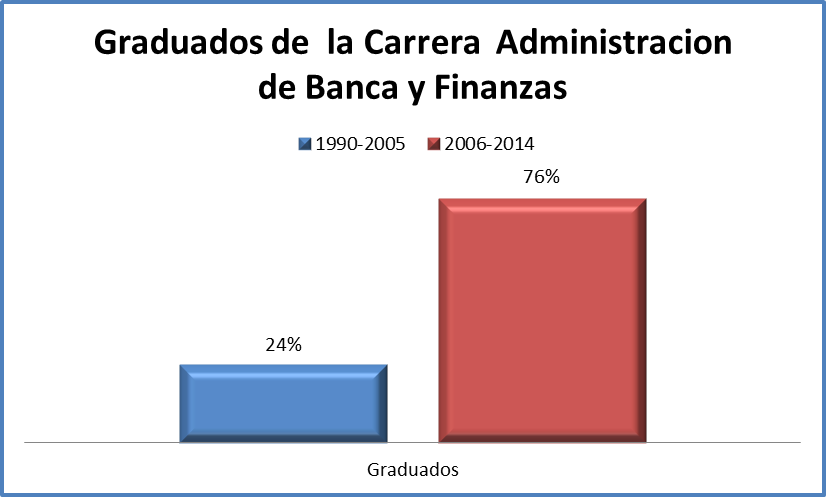 Graduados de  la Carrera  Administracion
de Banca y Finanzas
1990-2005 2006-2014
76%
24%
Graduados